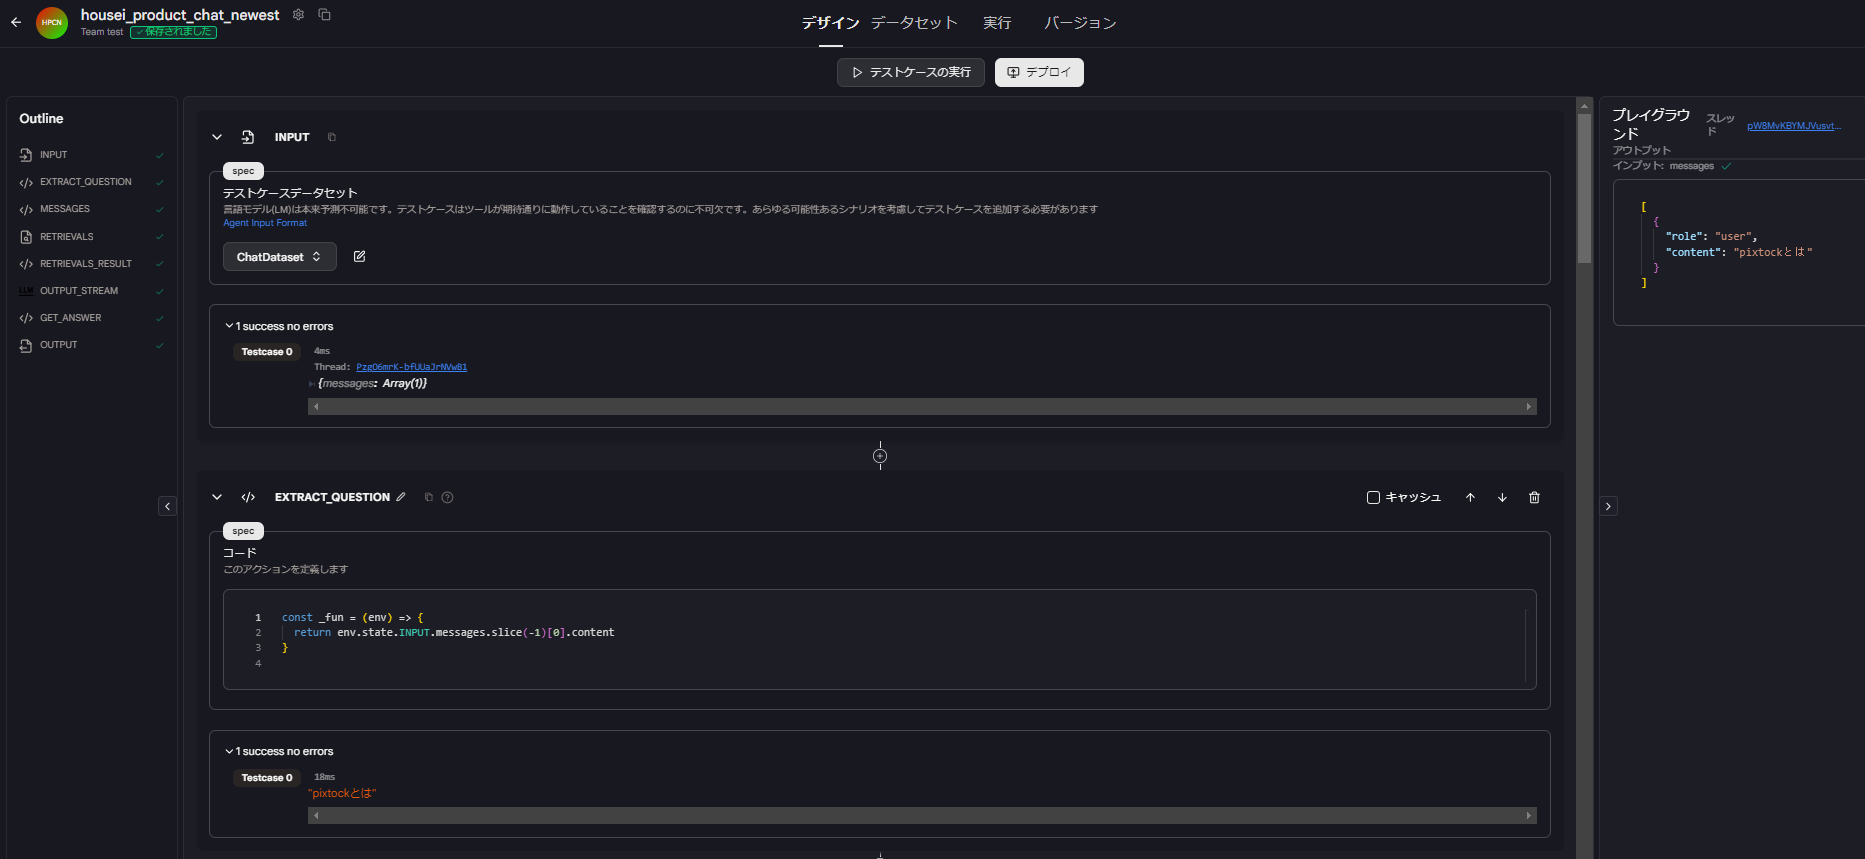 HPCN
housei_product_chat_newest
Team test
保存されました
デザイン データセット 実行 バージョン
テストケースの実行
デプロイ
Outline
INPUT
EXTRACT_QUESTION
MESSAGES
RETRIEVALS
RETRIEVALS_RESULT
LLM OUTPUT_STREAM
GET_ANSWER
OUTPUT
INPUT
spec
テストケースデータセット
言語モデル(LM)は本来予測不可能です。テストケースはツールが期待通りに動作していることを確認するのに不可欠です。あらゆる可能性あるシナリオを考慮してテストケースを追加する必要があります
Agent Input Format
ChatDataset
1 success no errors
Testcase 0
4ms
Thread: PzgO6mrK-bfUUaJrNVwB1
{messages: Array(1)}
EXTRACT_QUESTION
キャッシュ
spec
コード
このアクションを定義します
1 const _fun = (env) => {
2 return env.state.INPUT.messages.slice(-1)[0].content
3 }
4
1 success no errors
Testcase 0
18ms
"pixtockとは"
プレイグラウンド
スレッド
pW8MvKBYMJVusvt...
アウトプット
インプット: messages
[
{
"role": "user",
"content": "pixtockとは"
}
]